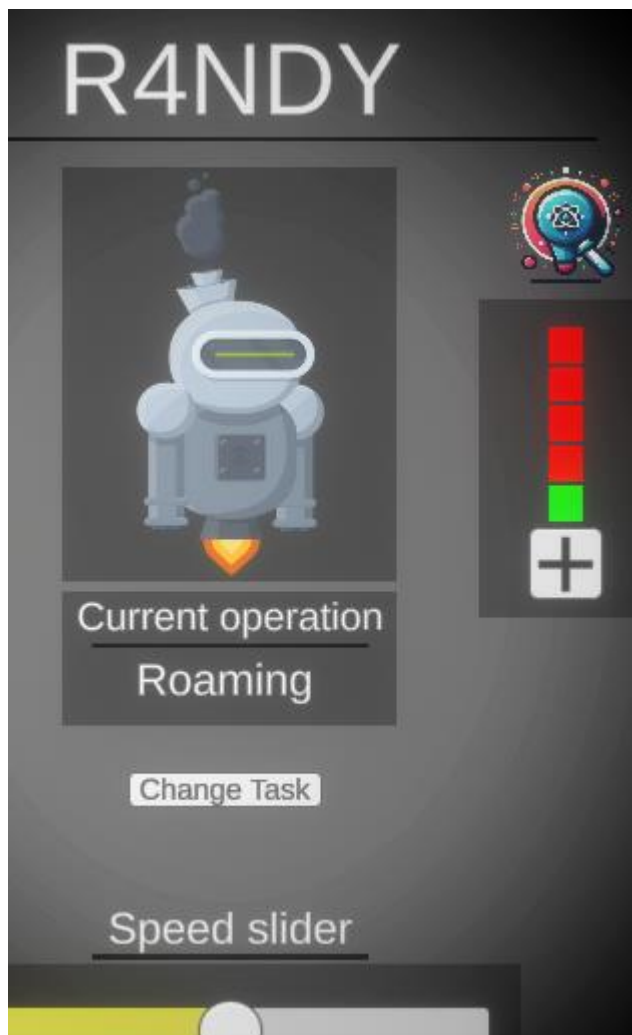 R4NDY
Current operation
Roaming
Change Task
Speed slider